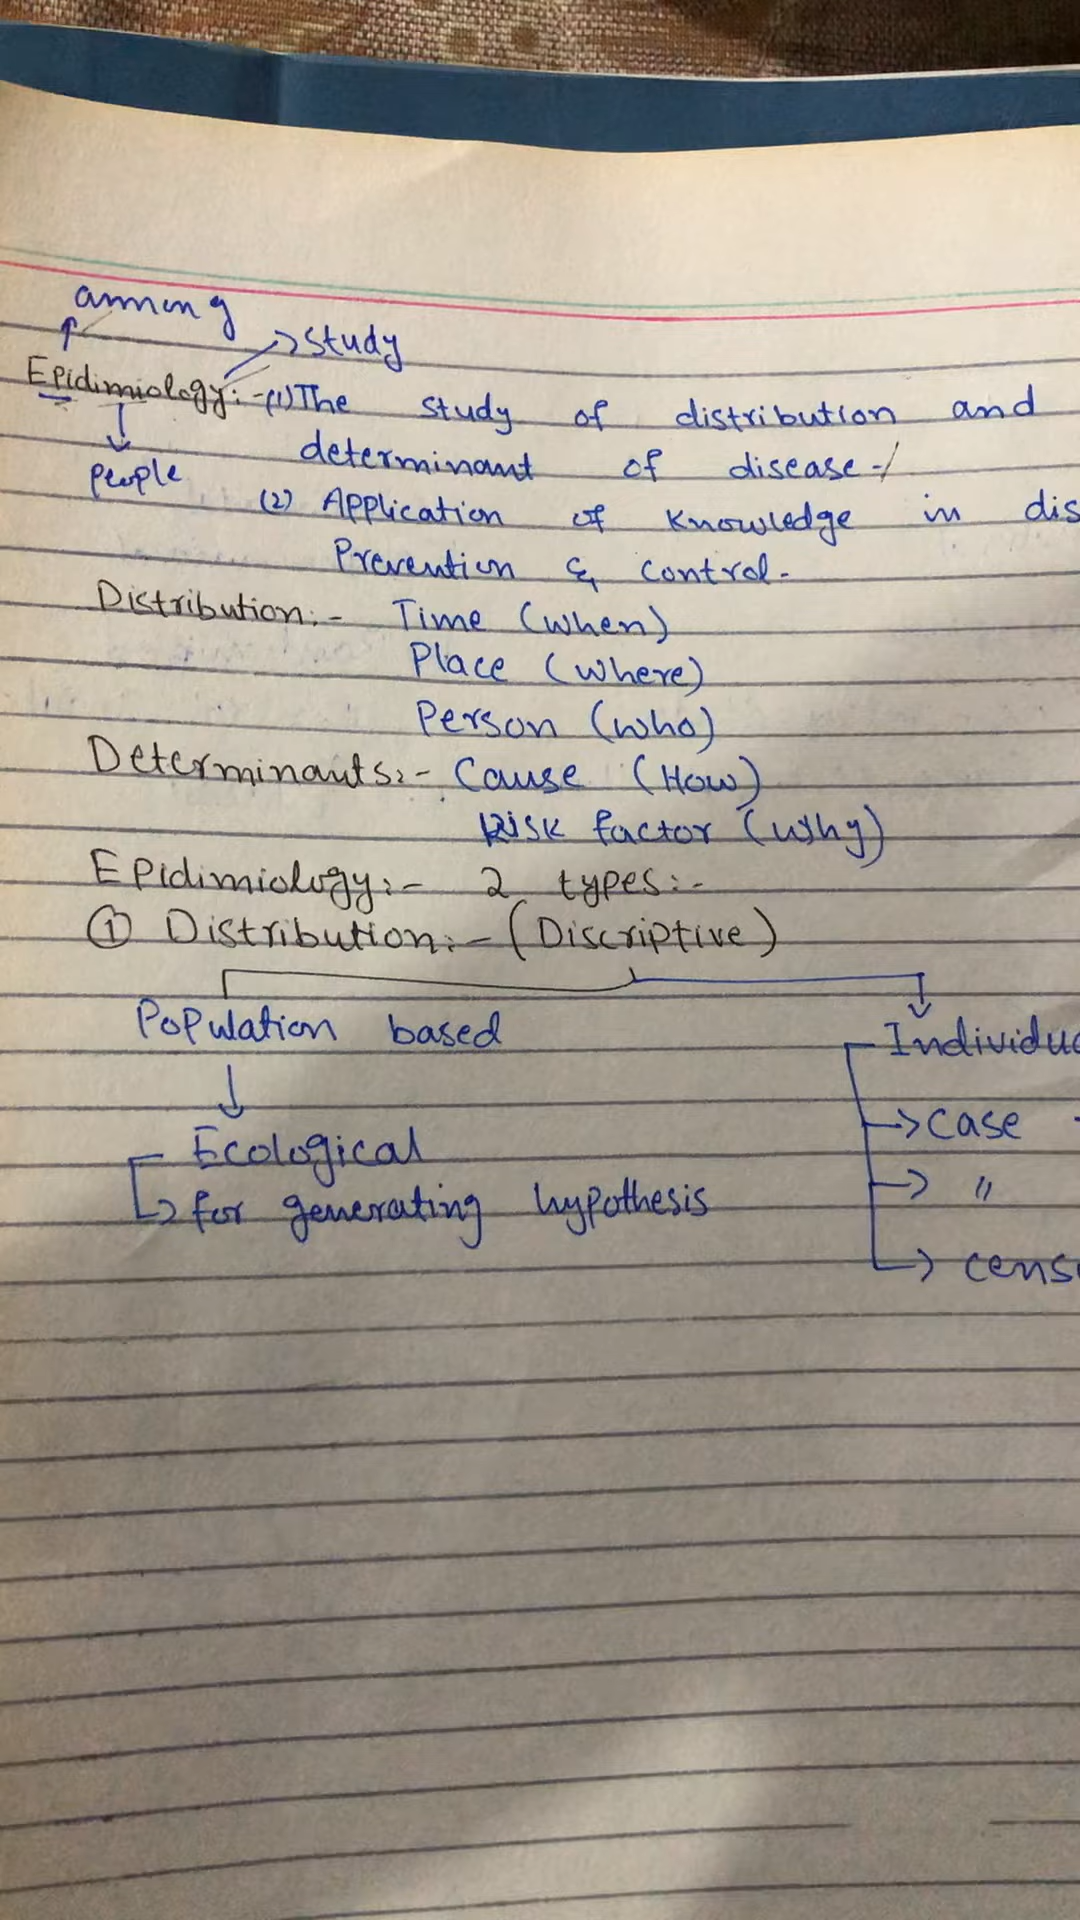 among
Study
Epidimiology:-(1) The study of distribution and
determinant of disease-/
people
(2) Application of knowledge in dis
Prevention & control-
Distribution:- Time (when)
Place (where)
Person (who)
Determinants:- Cause (How)
Risk factor (why)
Epidimiology:- 2 types:-
① Distribution:- (Discriptive)
Population based
Individu
→ case
Ecological
→ "
→ for generating hypothesis
→ cens